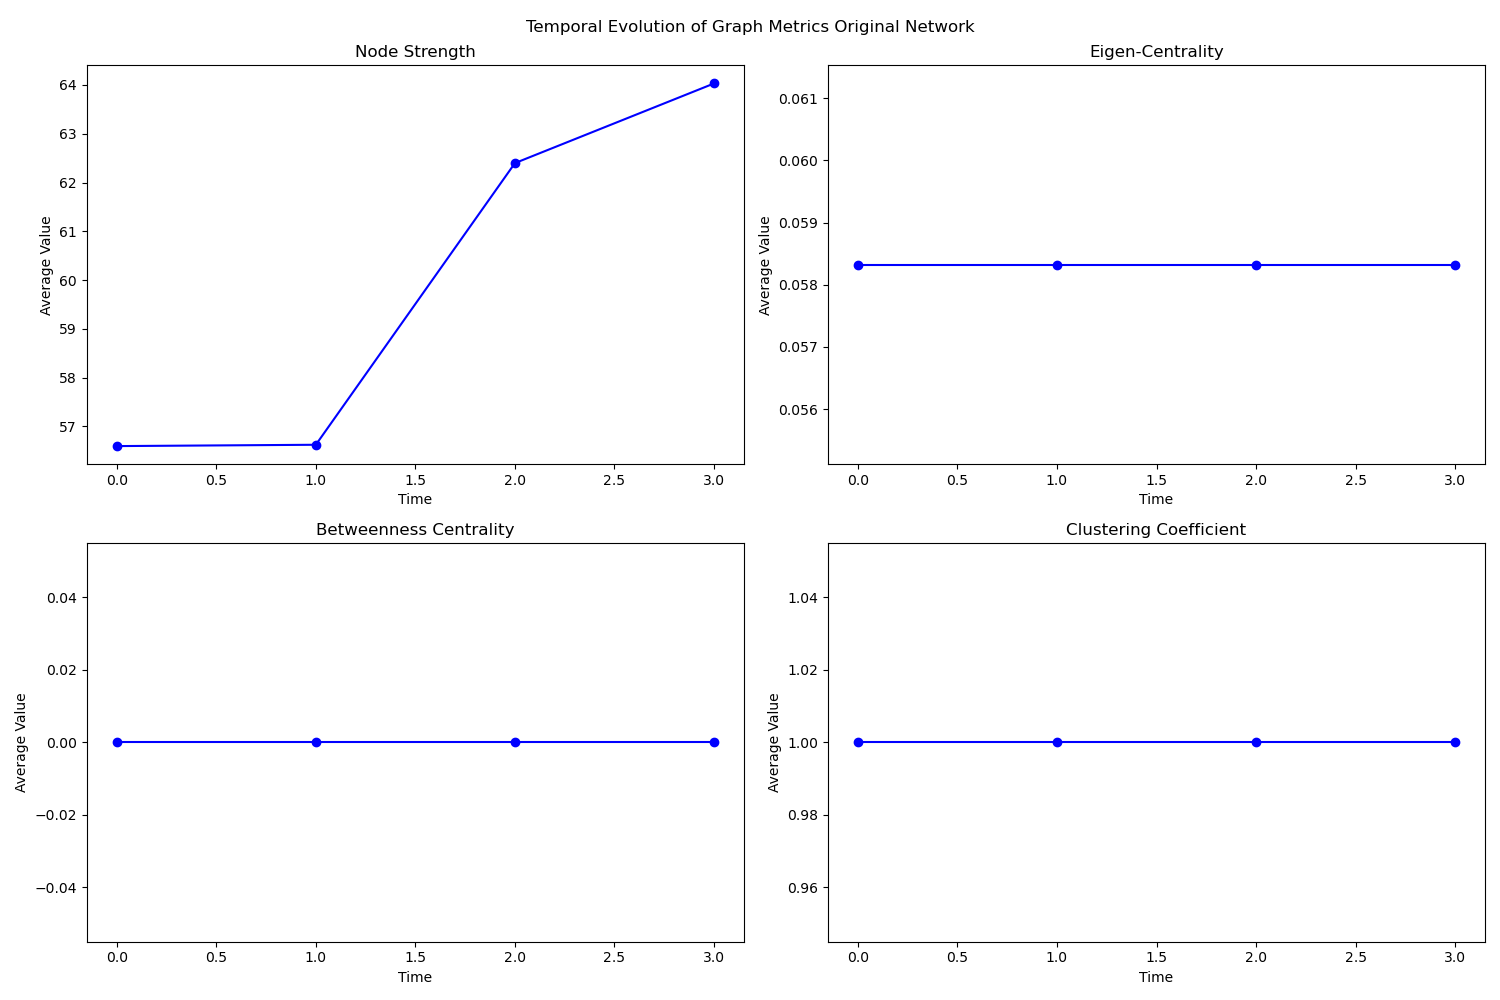 Temporal Evolution of Graph Metrics Original Network
Node Strength
Average Value
64
63
62
61
60
59
58
57
0.0 0.5 1.0 1.5 2.0 2.5 3.0
Time
Eigen-Centrality
Average Value
0.061
0.060
0.059
0.058
0.057
0.056
0.0 0.5 1.0 1.5 2.0 2.5 3.0
Time
Betweenness Centrality
Average Value
0.04
0.02
0.00
−0.02
−0.04
0.0 0.5 1.0 1.5 2.0 2.5 3.0
Time
Clustering Coefficient
Average Value
1.04
1.02
1.00
0.98
0.96
0.0 0.5 1.0 1.5 2.0 2.5 3.0
Time